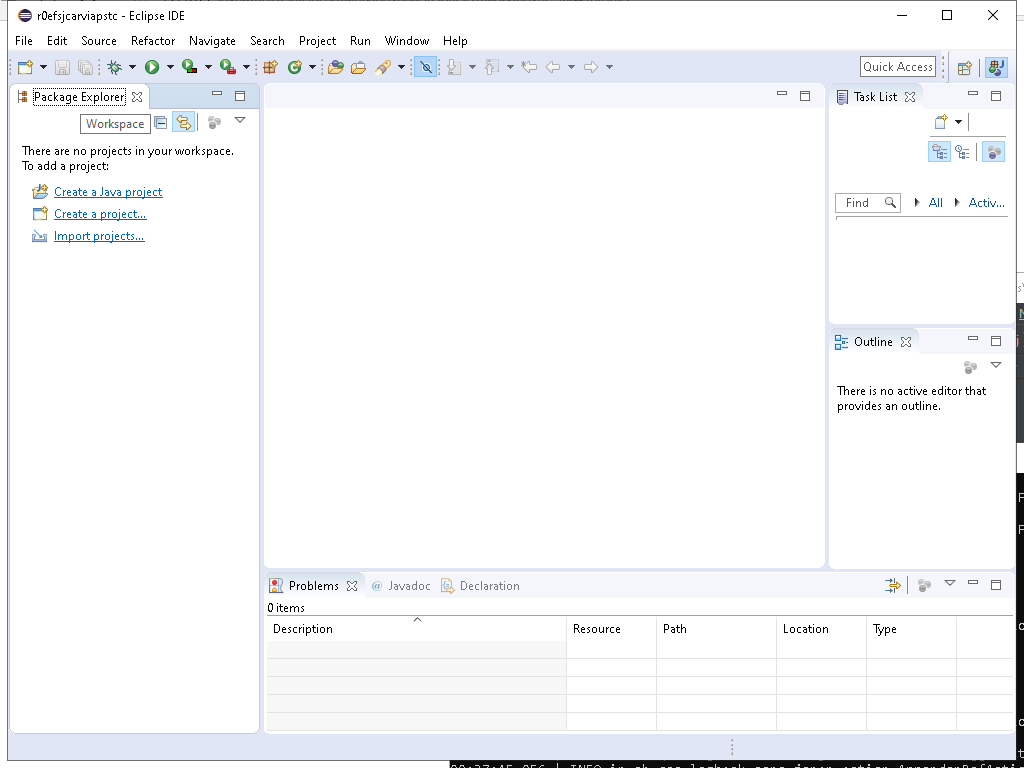 r0efsjcarviapstc - Eclipse IDE
File Edit Source Refactor Navigate Search Project Run Window Help
Quick Access
Package Explorer
Workspace
There are no projects in your workspace.
To add a project:
Create a Java project
Create a project...
Import projects...
Task List
Find All Activ...
Outline
There is no active editor that
provides an outline.
Problems @ Javadoc Declaration
0 items
Description Resource Path Location Type